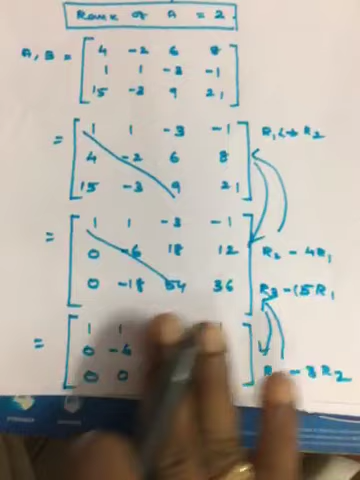 Rank of A = 2.
A, B = [ 4 -2 6 8
1 1 -3 -1
15 -3 9 21 ]
= [ 1 1 -3 -1 R1 ↔ R2
4 -2 6 8
15 -3 9 21 ]
= [ 1 1 -3 -1
0 -6 18 12 R2 - 4R1
0 -18 54 36 ] R3 - 15R1
= [ 1 1
0 -6
0 0 ] - 3R2